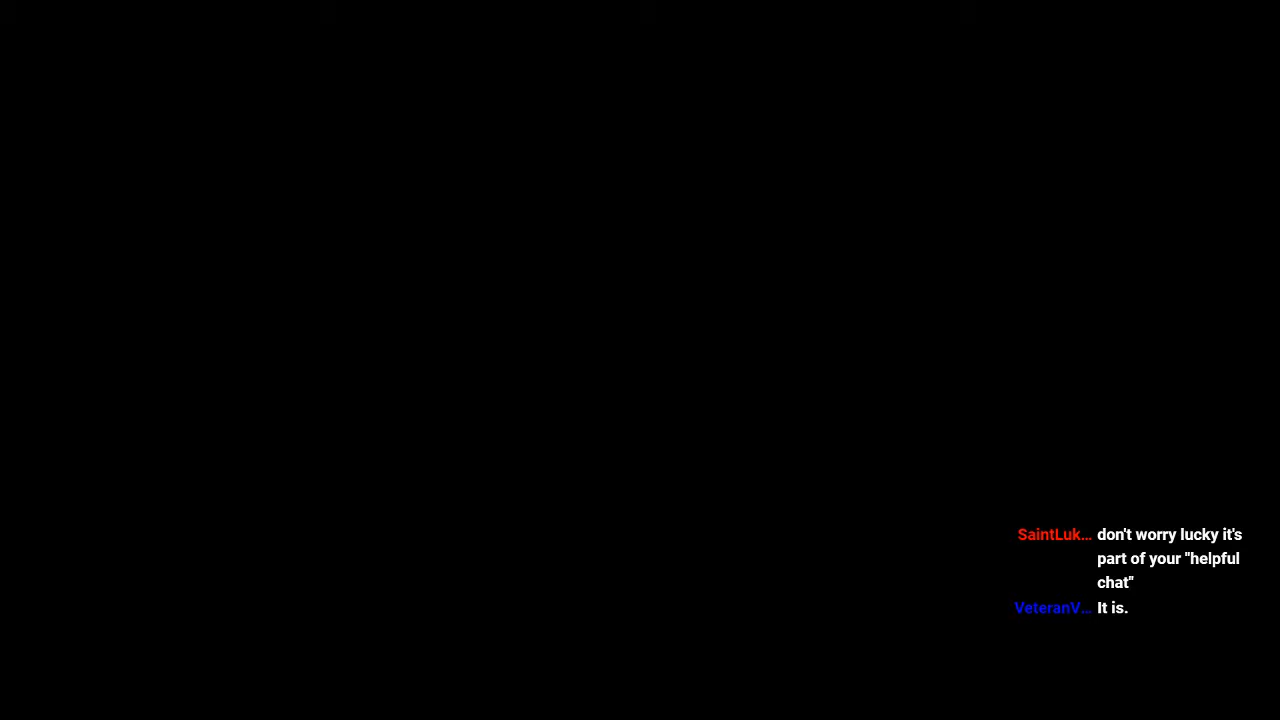 SaintLuk... don't worry lucky it's
part of your "helpful
chat"
VeteranV... It is.